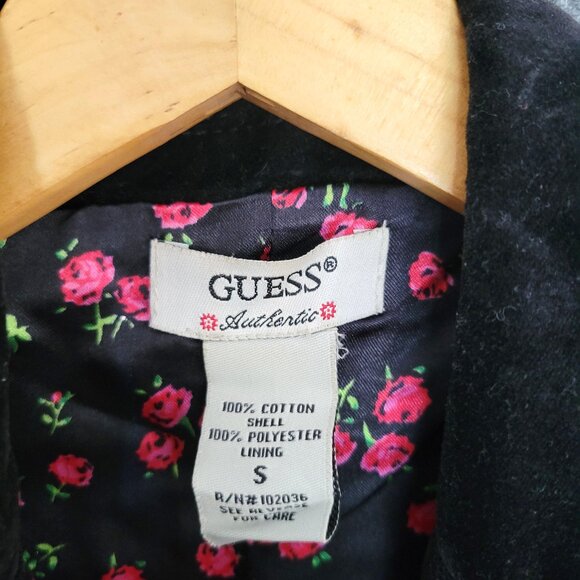 GUESS®
Authentic
100% COTTON
SHELL
100% POLYESTER
LINING
S
R/N# 102036
SEE REVERSE
FOR CARE